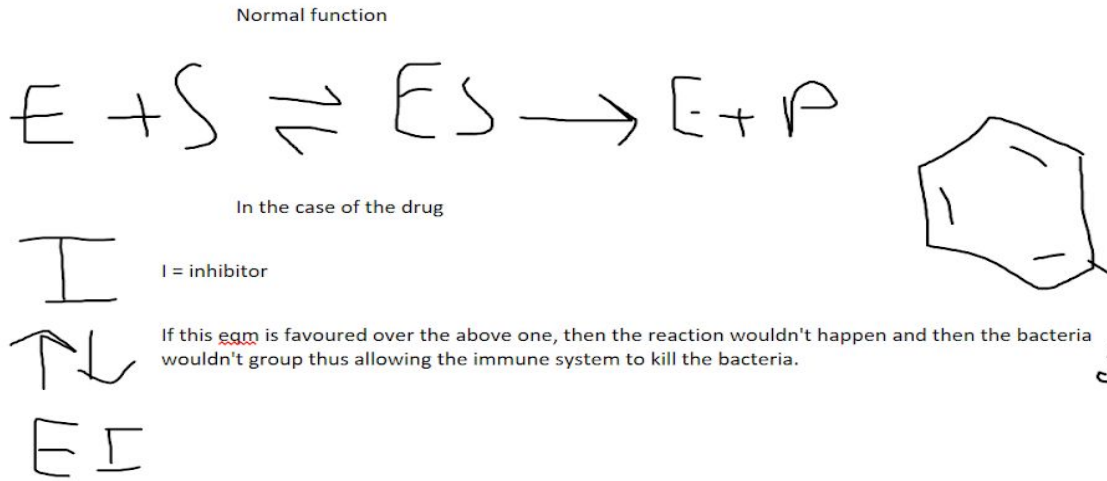 Normal function
E + S ⇌ ES → E + P
In the case of the drug
I
I = inhibitor
If this eqm is favoured over the above one, then the reaction wouldn't happen and then the bacteria
wouldn't group thus allowing the immune system to kill the bacteria.
↑↓
EI